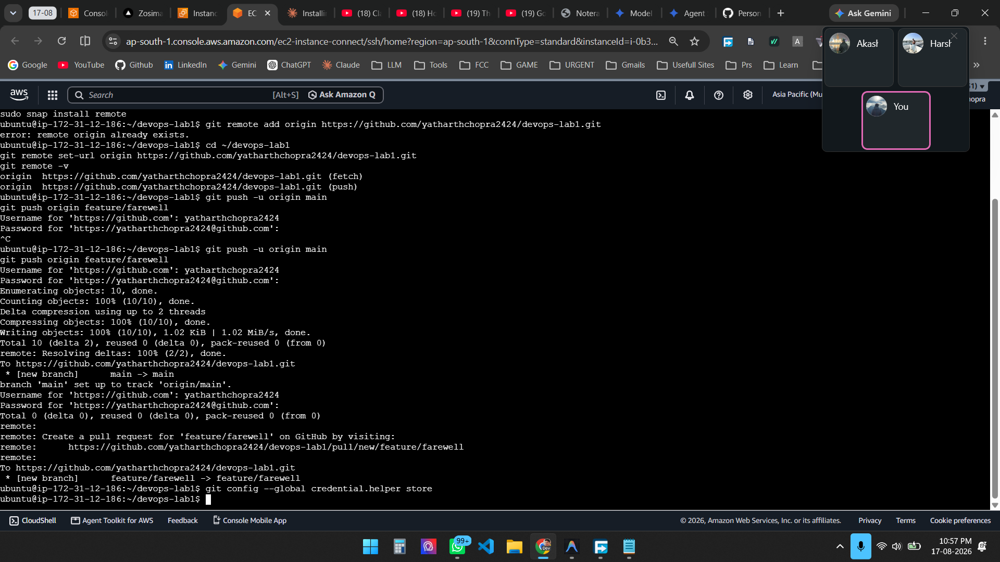 17-08
Consol
Zosima
Instanc
EC
Installin
(18) Cl
(18) Ho
(19) Th
(19) Go
Notera
Model
Agent
Person
Ask Gemini
ap-south-1.console.aws.amazon.com/ec2-instance-connect/ssh/home?region=ap-south-1&connType=standard&instanceId=i-0b3...
A
Google
YouTube
Github
LinkedIn
Gemini
ChatGPT
Claude
LLM
Tools
FCC
GAME
URGENT
Gmails
Usefull Sites
Prs
Learn
Akash
Harsh
You
aws
Search
[Alt+S]
Ask Amazon Q
Asia Pacific (Mu
opra
sudo snap install remote
ubuntu@ip-172-31-12-186:~/devops-lab1$ git remote add origin https://github.com/yatharthchopra2424/devops-lab1.git
error: remote origin already exists.
ubuntu@ip-172-31-12-186:~/devops-lab1$ cd ~/devops-lab1
git remote set-url origin https://github.com/yatharthchopra2424/devops-lab1.git
git remote -v
origin  https://github.com/yatharthchopra2424/devops-lab1.git (fetch)
origin  https://github.com/yatharthchopra2424/devops-lab1.git (push)
ubuntu@ip-172-31-12-186:~/devops-lab1$ git push -u origin main
git push origin feature/farewell
Username for 'https://github.com': yatharthchopra2424
Password for 'https://yatharthchopra2424@github.com':
^C
ubuntu@ip-172-31-12-186:~/devops-lab1$ git push -u origin main
git push origin feature/farewell
Username for 'https://github.com': yatharthchopra2424
Password for 'https://yatharthchopra2424@github.com':
Enumerating objects: 10, done.
Counting objects: 100% (10/10), done.
Delta compression using up to 2 threads
Compressing objects: 100% (10/10), done.
Writing objects: 100% (10/10), 1.02 KiB | 1.02 MiB/s, done.
Total 10 (delta 2), reused 0 (delta 0), pack-reused 0 (from 0)
remote: Resolving deltas: 100% (2/2), done.
To https://github.com/yatharthchopra2424/devops-lab1.git
 * [new branch]      main -> main
branch 'main' set up to track 'origin/main'.
Username for 'https://github.com': yatharthchopra2424
Password for 'https://yatharthchopra2424@github.com':
Total 0 (delta 0), reused 0 (delta 0), pack-reused 0 (from 0)
remote:
remote: Create a pull request for 'feature/farewell' on GitHub by visiting:
remote:      https://github.com/yatharthchopra2424/devops-lab1/pull/new/feature/farewell
remote:
To https://github.com/yatharthchopra2424/devops-lab1.git
 * [new branch]      feature/farewell -> feature/farewell
ubuntu@ip-172-31-12-186:~/devops-lab1$ git config --global credential.helper store
ubuntu@ip-172-31-12-186:~/devops-lab1$
CloudShell
Agent Toolkit for AWS
Feedback
Console Mobile App
© 2026, Amazon Web Services, Inc. or its affiliates.
Privacy
Terms
Cookie preferences
99+
Dev
10:57 PM
17-08-2026